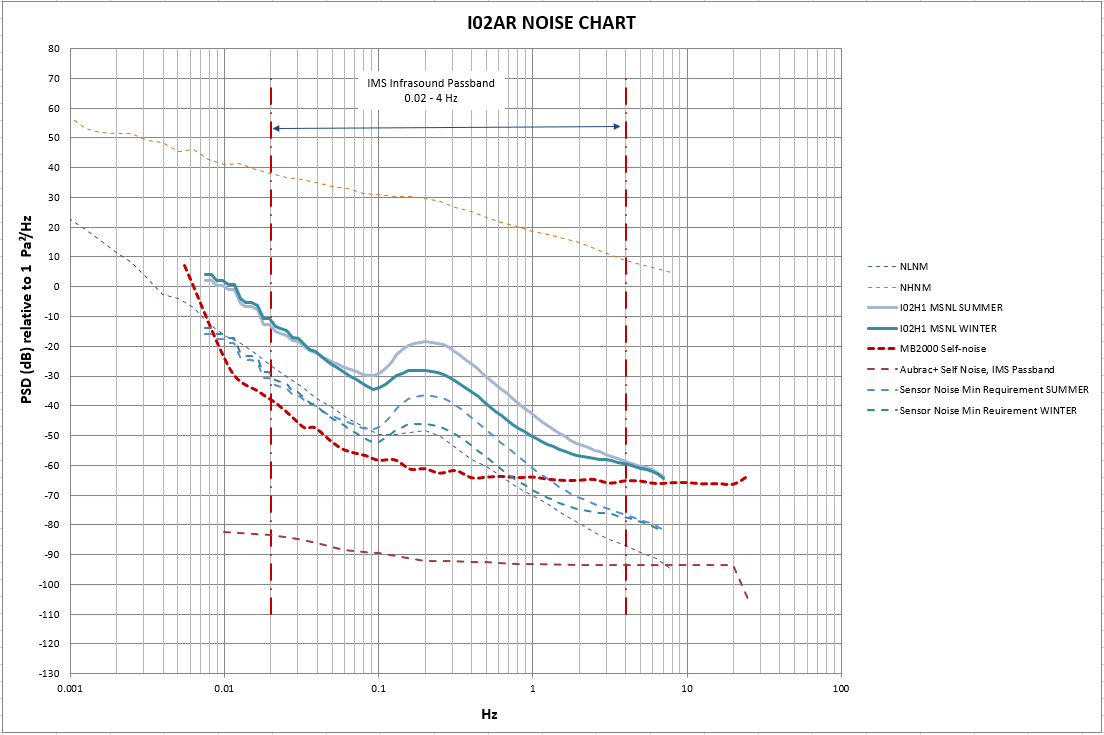 I02AR NOISE CHART
IMS Infrasound Passband
0.02 - 4 Hz
PSD (dB) relative to 1 Pa²/Hz
80
70
60
50
40
30
20
10
0
-10
-20
-30
-40
-50
-60
-70
-80
-90
-100
-110
-120
-130
0.001
0.01
0.1
1
10
100
Hz
NLNM
NHNM
I02H1 MSNL SUMMER
I02H1 MSNL WINTER
MB2000 Self-noise
Aubrac+ Self Noise, IMS Passband
Sensor Noise Min Requirement SUMMER
Sensor Noise Min Reuirement WINTER